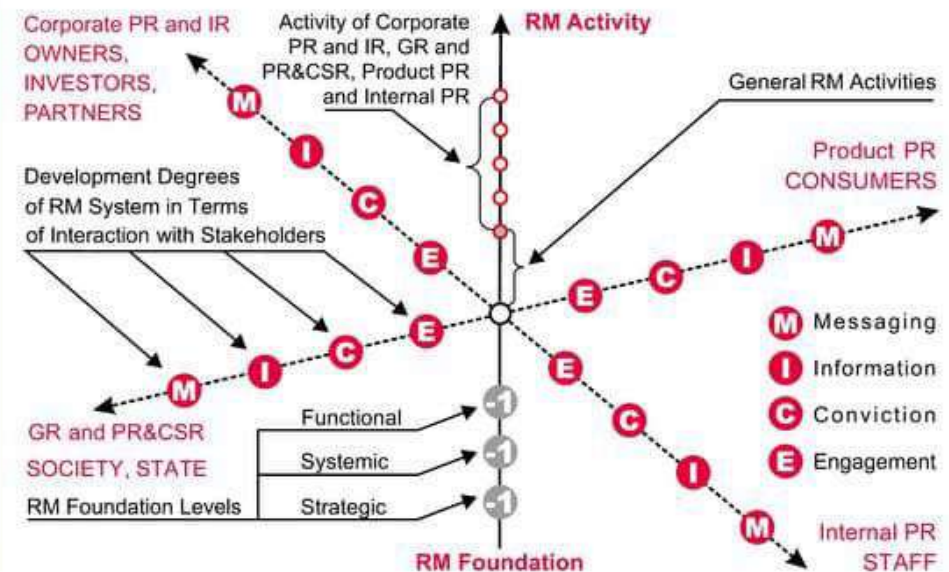 Corporate PR and IR
OWNERS,
INVESTORS,
PARTNERS
Activity of Corporate
PR and IR, GR and
PR&CSR, Product PR
and Internal PR
RM Activity
General RM Activities
Product PR
CONSUMERS
Development Degrees
of RM System in Terms
of Interaction with Stakeholders
M
I
C
E
E
C
I
M
M
I
C
E
E
C
I
M
M Messaging
I Information
C Conviction
E Engagement
GR and PR&CSR
SOCIETY, STATE
RM Foundation Levels
Functional
Systemic
Strategic
-1
-1
-1
RM Foundation
Internal PR
STAFF